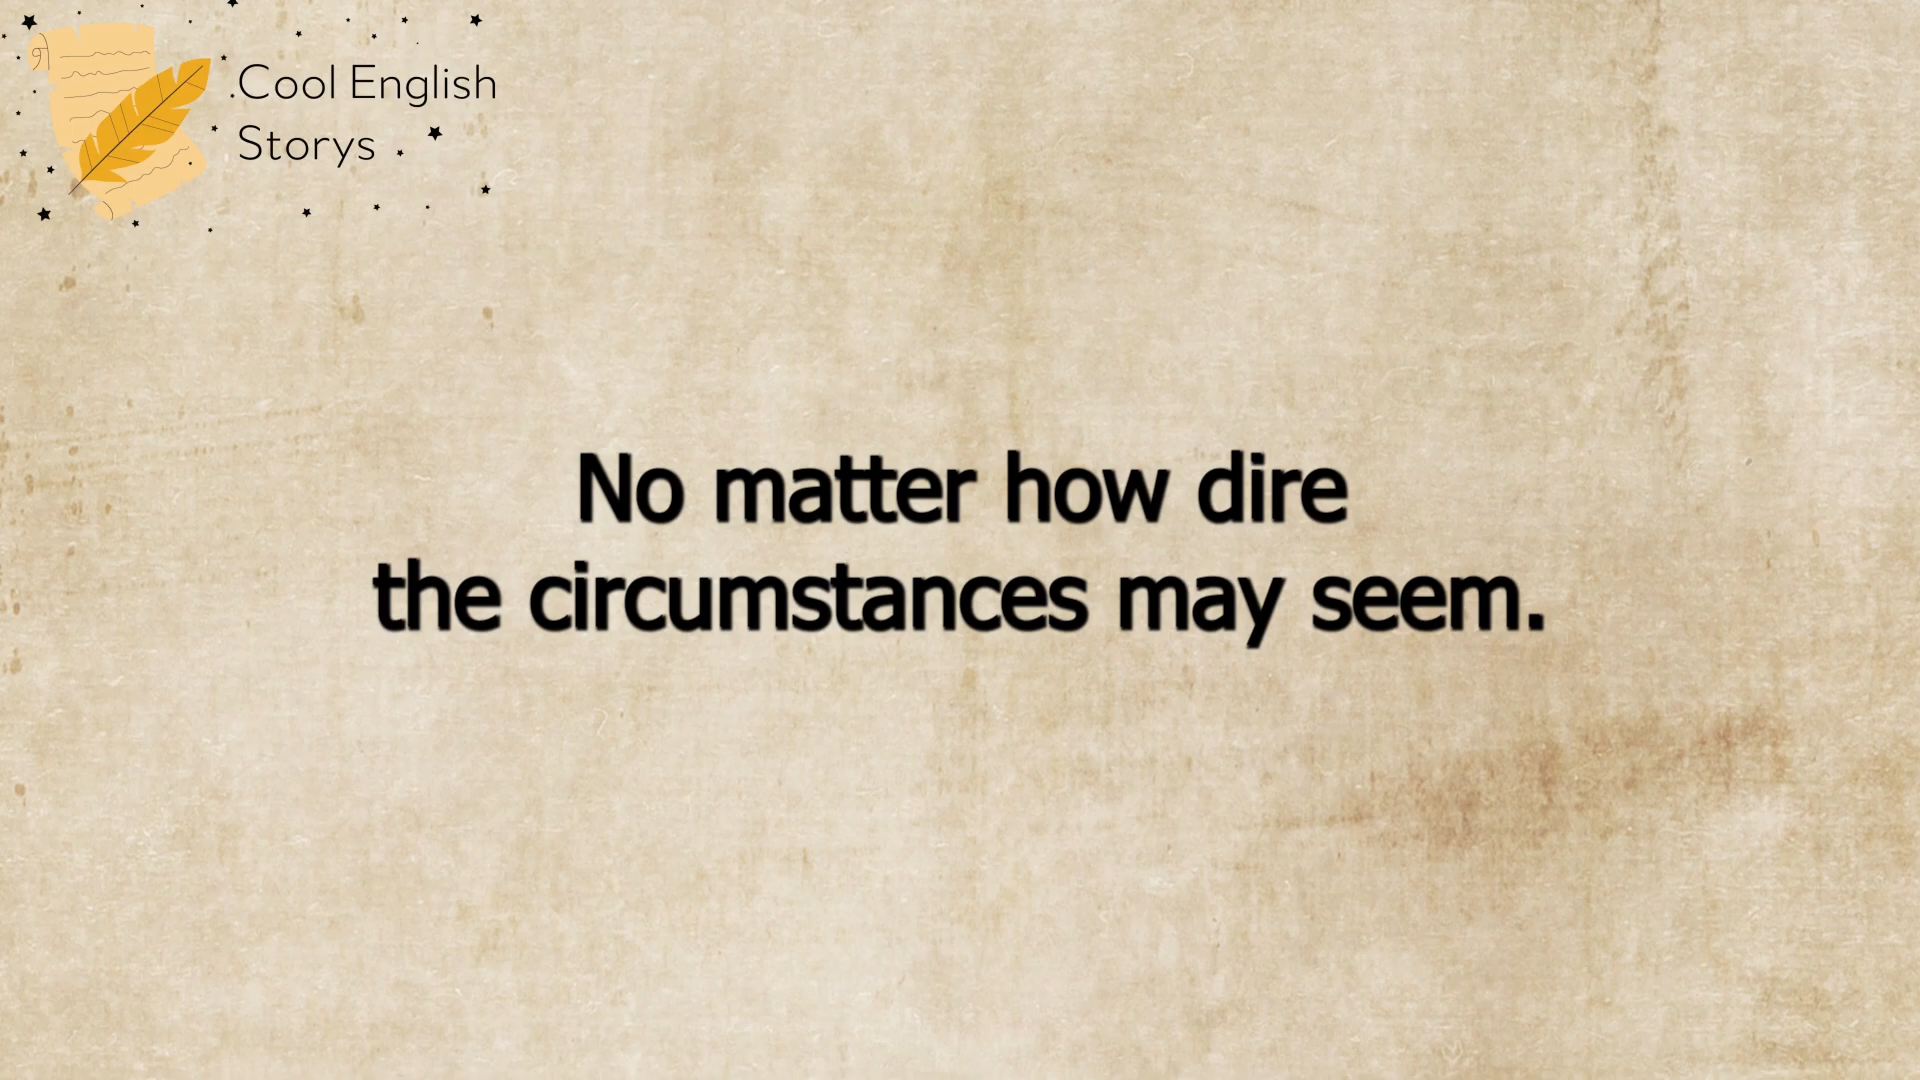 .Cool English
Storys
No matter how dire
the circumstances may seem.